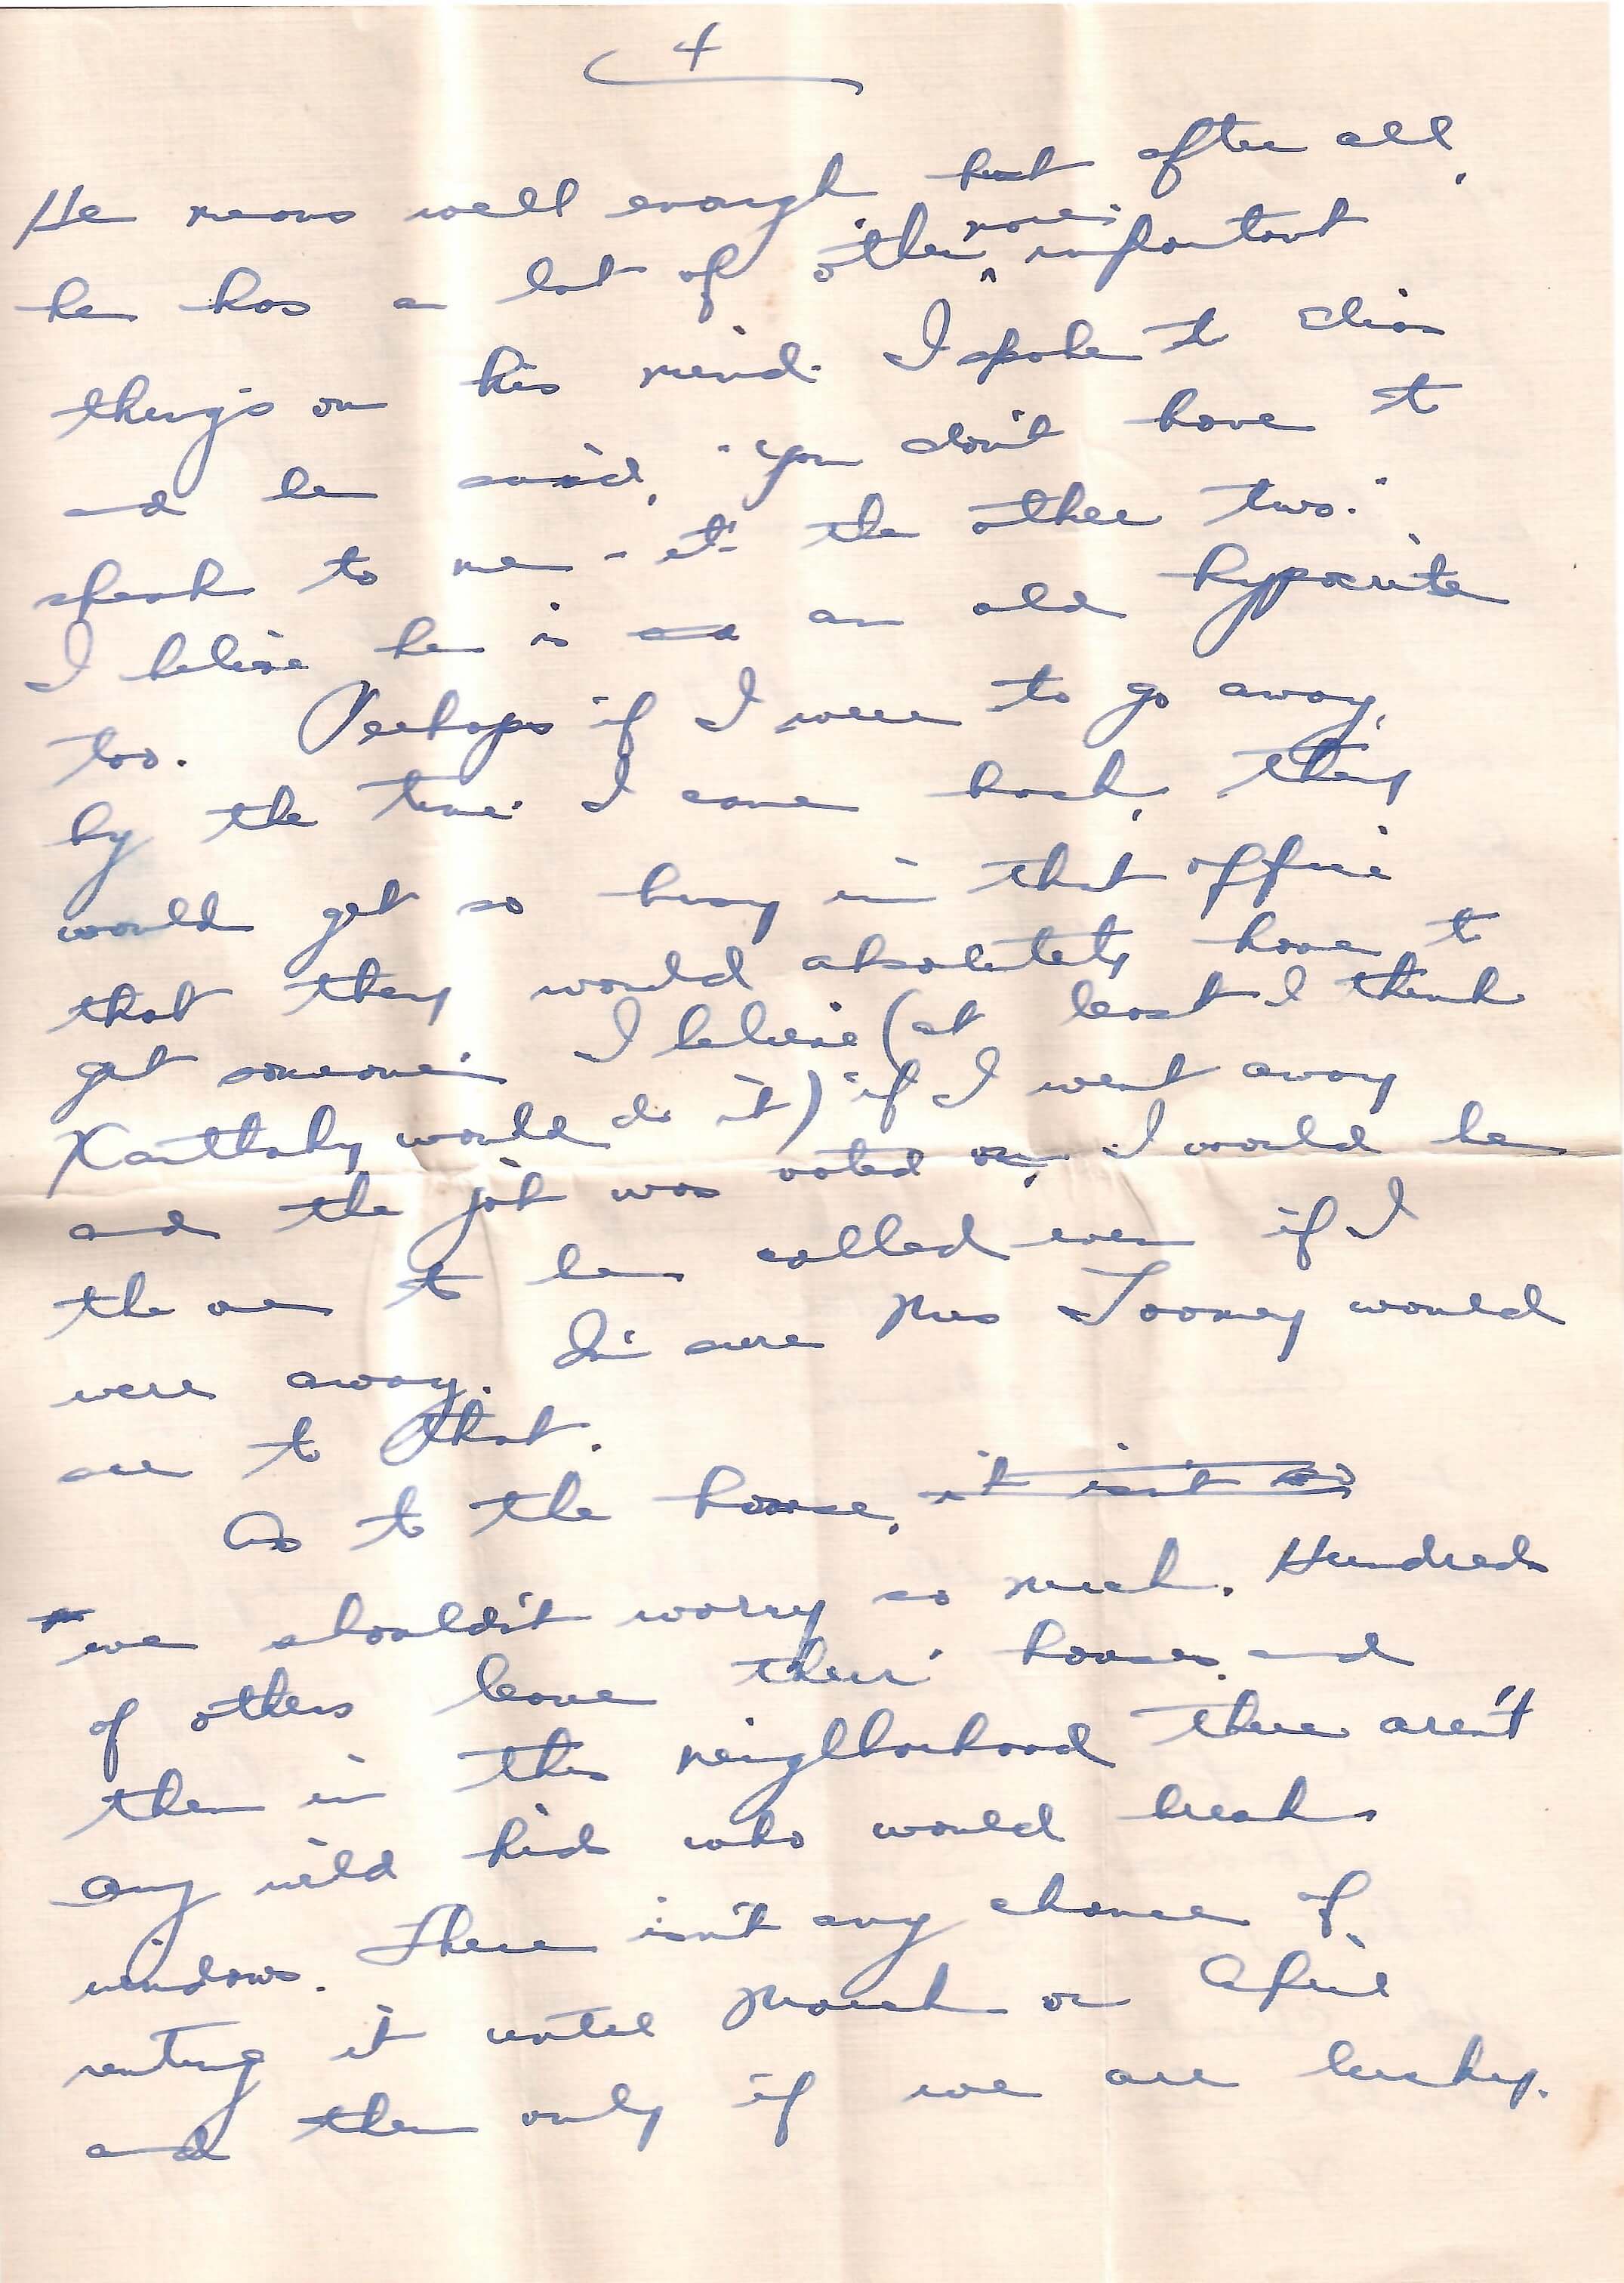 4
He means well enough but after all,
he has a lot of other more important
things on his mind. I spoke to
and he said, "you don't have to
speak to me - it's the other two."
I believe he is an old hypocrite
too. Perhaps if I were to go away,
by the time I came back, they
would get so busy in that office
that they would absolutely have to
get someone. I believe (at least I think
would do it) if I went away
and the job was voted on, I would be
the one to be called even if I
were away. I'm sure Mrs Toomey would
see to that.
As to the house, it isn't so
we shouldn't worry so much. Hundreds
of others leave their houses and
then in this neighborhood there aren't
any wild kids who would break
windows. There isn't any chance of
renting it until March or April
and then only if we are lucky.